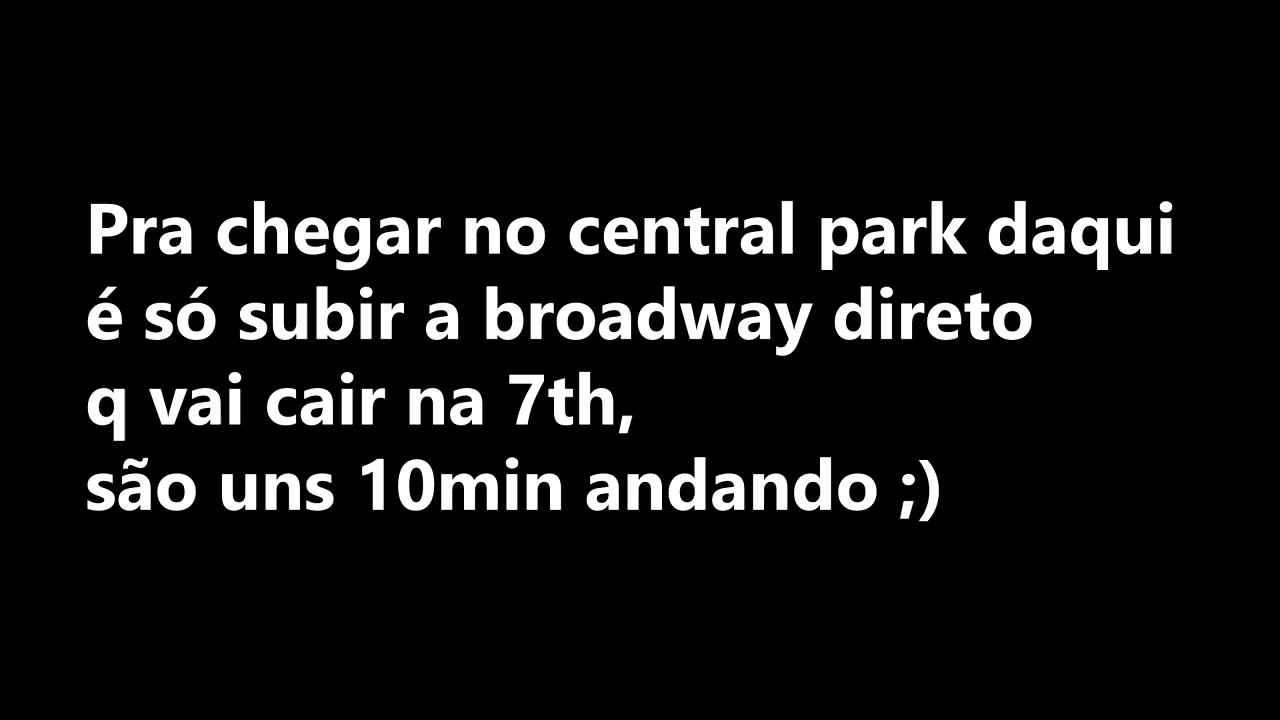 Pra chegar no central park daqui
é só subir a broadway direto
q vai cair na 7th,
são uns 10min andando ;)